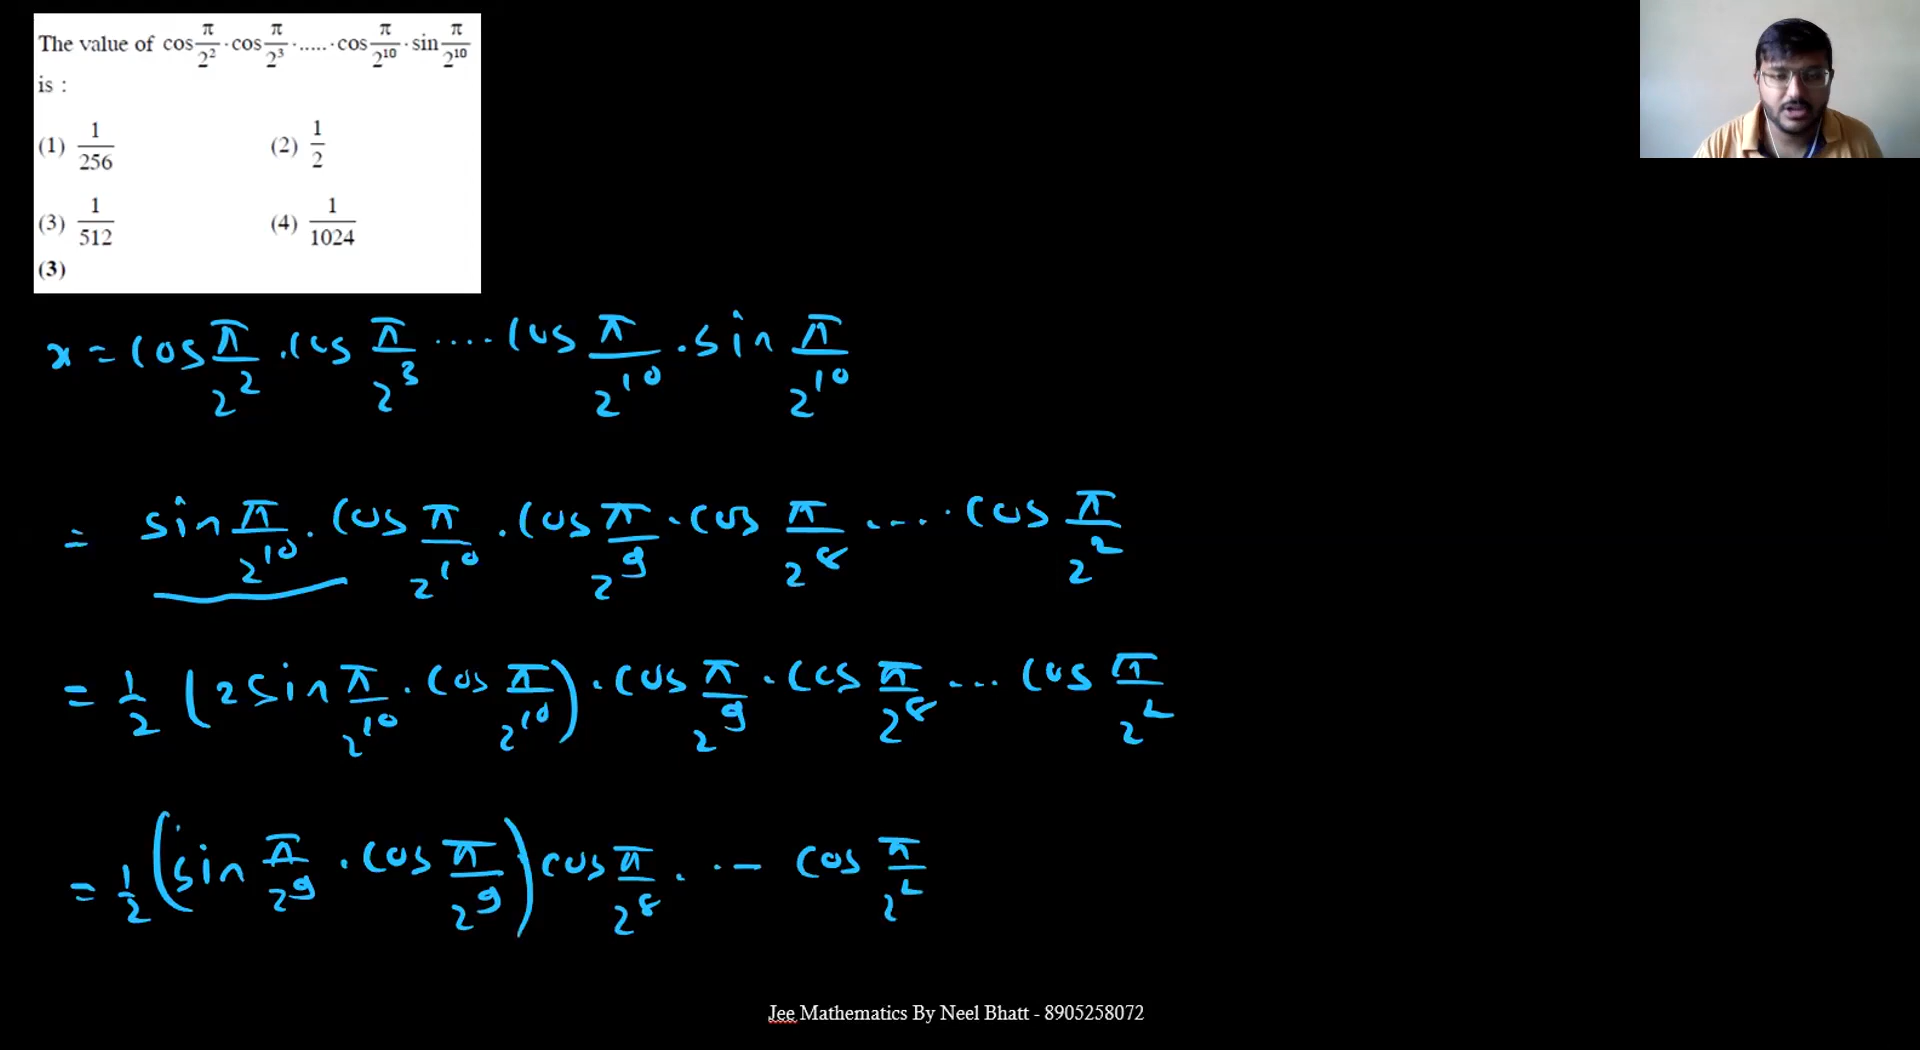 The value of cos π/2² · cos π/2³ · ..... · cos π/2¹⁰ · sin π/2¹⁰
is :
(1) 1/256 (2) 1/2
(3) 1/512 (4) 1/1024
(3)
x = cos π/2² . cos π/2³ .... cos π/2¹⁰ . sin π/2¹⁰
= sin π/2¹⁰ . cos π/2¹⁰ . cos π/2⁹ . cos π/2⁸ .... . cos π/2²
= 1/2 (2 sin π/2¹⁰ . cos π/2¹⁰) . cos π/2⁹ . cos π/2⁸ ... cos π/2²
= 1/2 (sin π/2⁹ . cos π/2⁹) cos π/2⁸ . .. — cos π/2²
Jee Mathematics By Neel Bhatt - 8905258072